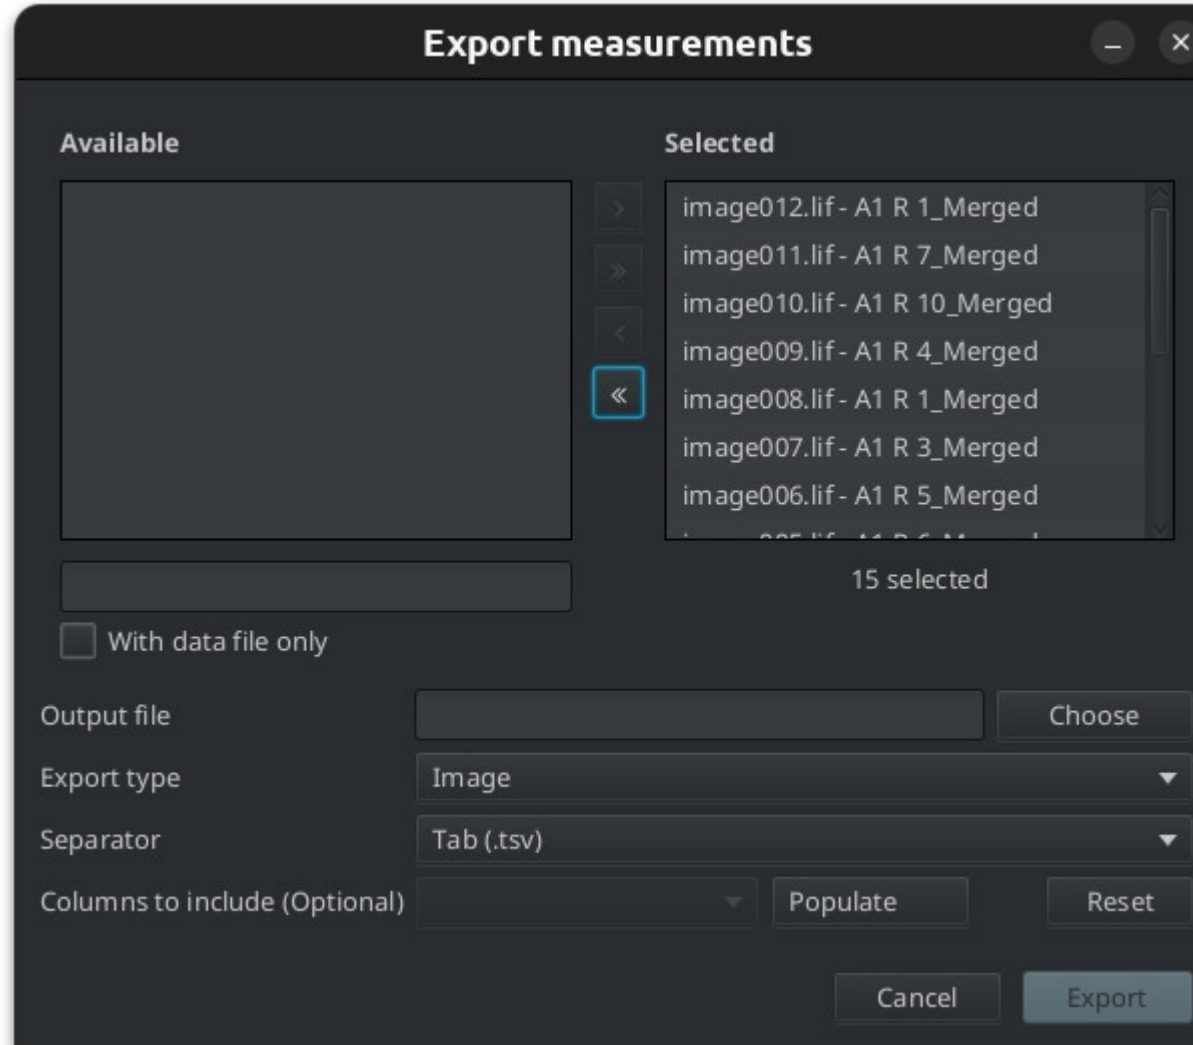 Export measurements
Available
Selected
image012.lif - A1 R 1_Merged
image011.lif - A1 R 7_Merged
image010.lif - A1 R 10_Merged
image009.lif - A1 R 4_Merged
image008.lif - A1 R 1_Merged
image007.lif - A1 R 3_Merged
image006.lif - A1 R 5_Merged
15 selected
With data file only
Output file
Choose
Export type
Image
Separator
Tab (.tsv)
Columns to include (Optional)
Populate
Reset
Cancel
Export